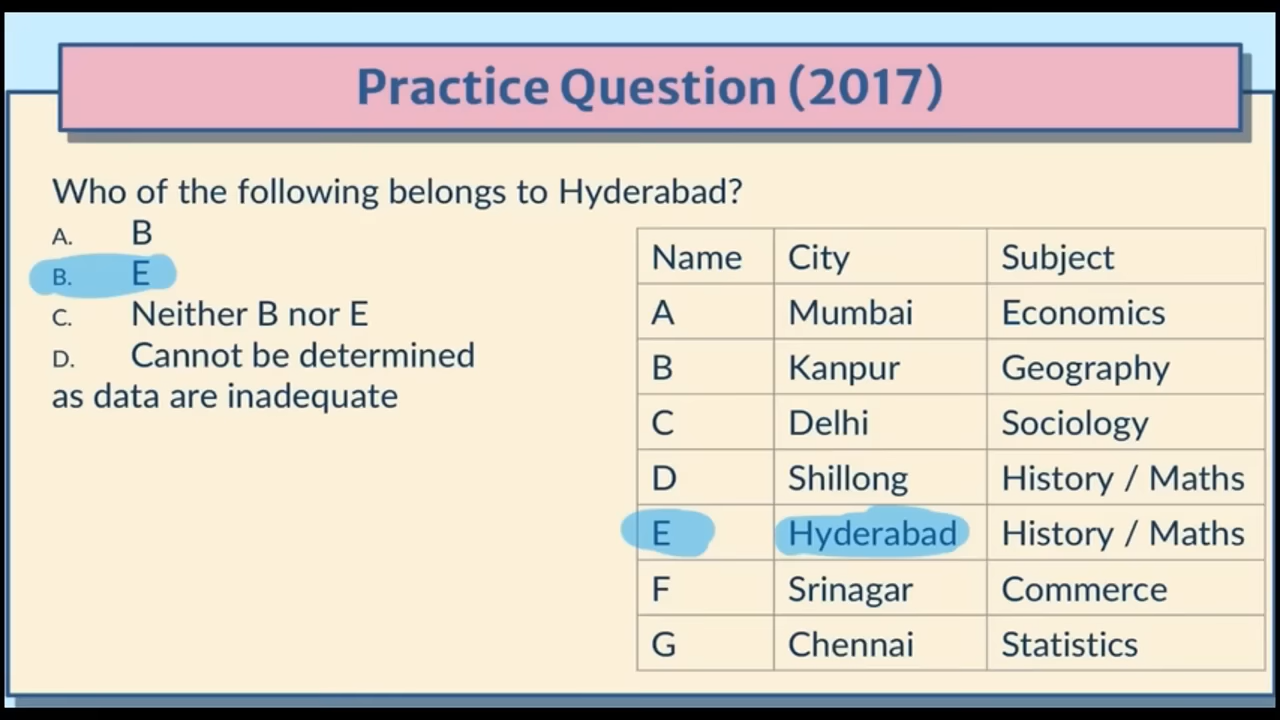 Practice Question (2017)
Who of the following belongs to Hyderabad?
A. B
B. E
C. Neither B nor E
D. Cannot be determined
as data are inadequate
Name City Subject
A Mumbai Economics
B Kanpur Geography
C Delhi Sociology
D Shillong History / Maths
E Hyderabad History / Maths
F Srinagar Commerce
G Chennai Statistics